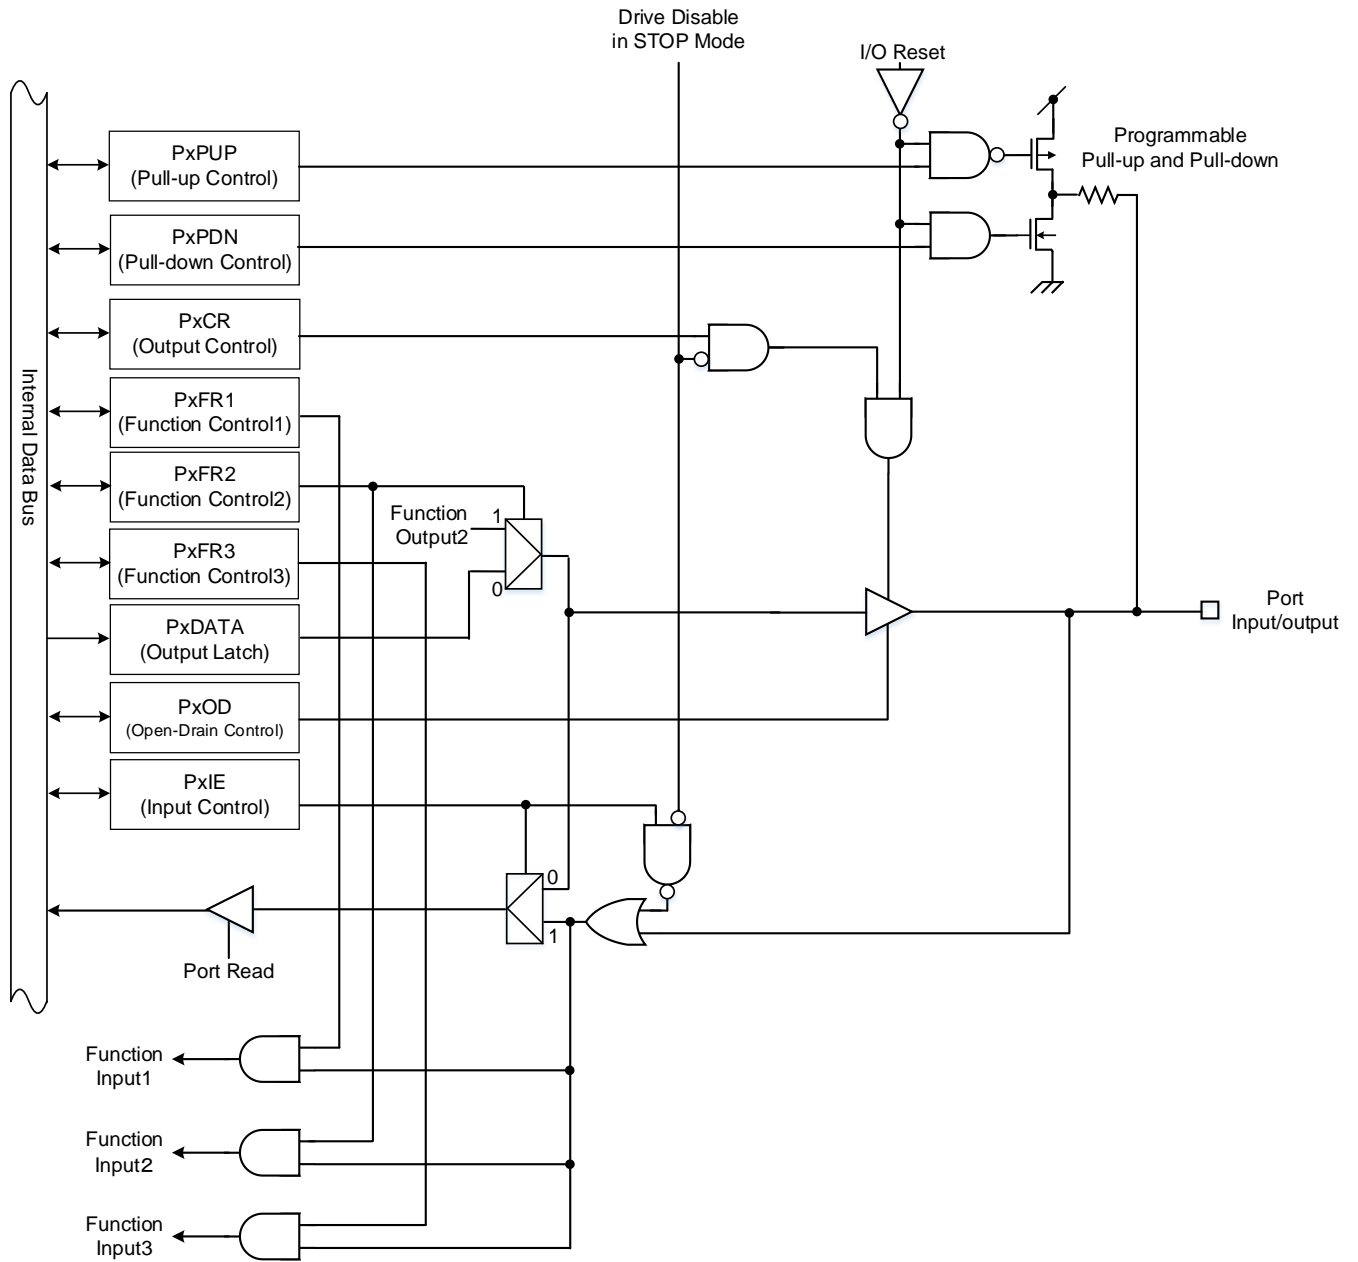 Drive Disable
in STOP Mode
I/O Reset
Programmable
Pull-up and Pull-down
PxPUP
(Pull-up Control)
PxPDN
(Pull-down Control)
PxCR
(Output Control)
PxFR1
(Function Control1)
PxFR2
(Function Control2)
PxFR3
(Function Control3)
PxDATA
(Output Latch)
PxOD
(Open-Drain Control)
PxIE
(Input Control)
Internal Data Bus
Function
Output2
1
0
Port
Input/output
0
1
Port Read
Function
Input1
Function
Input2
Function
Input3